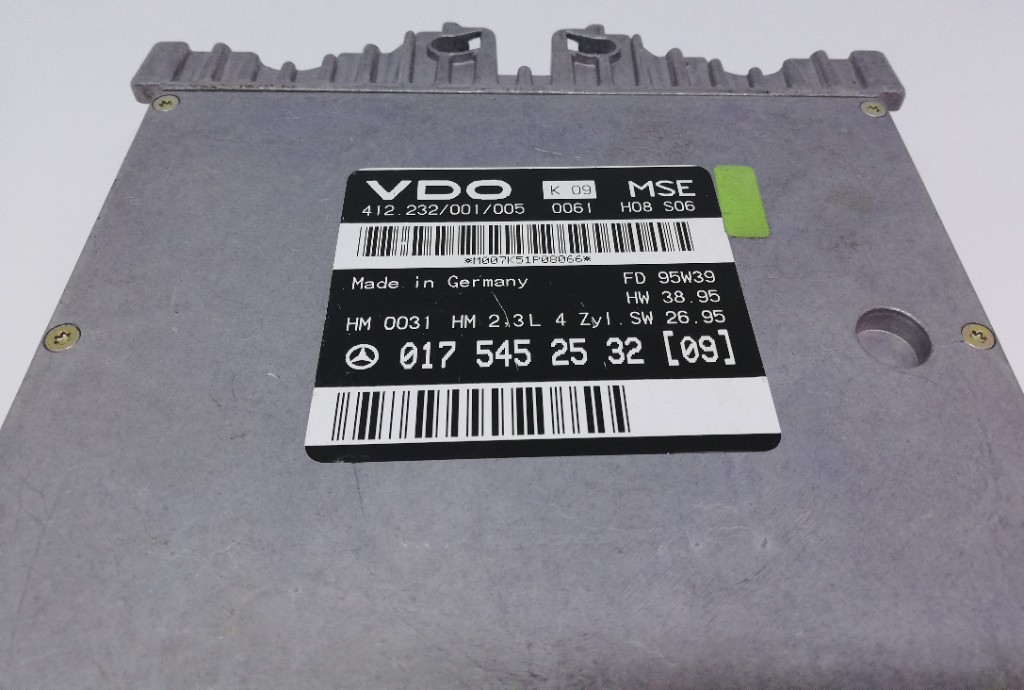 VDO K 09 MSE
412.232/001/005 0061 H08 S06
*M007K51P08066*
Made in Germany FD 95W39
HW 38.95
HM 0031 HM 2,3L 4 Zyl. SW 26.95
017 545 25 32 [09]